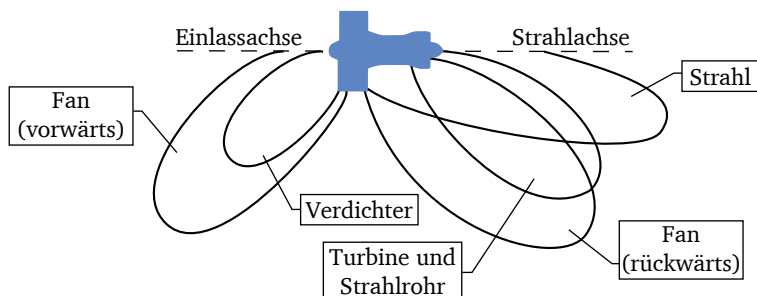 Einlassachse
Strahlachse
Strahl
Fan
(vorwärts)
Verdichter
Turbine und
Strahlrohr
Fan
(rückwärts)